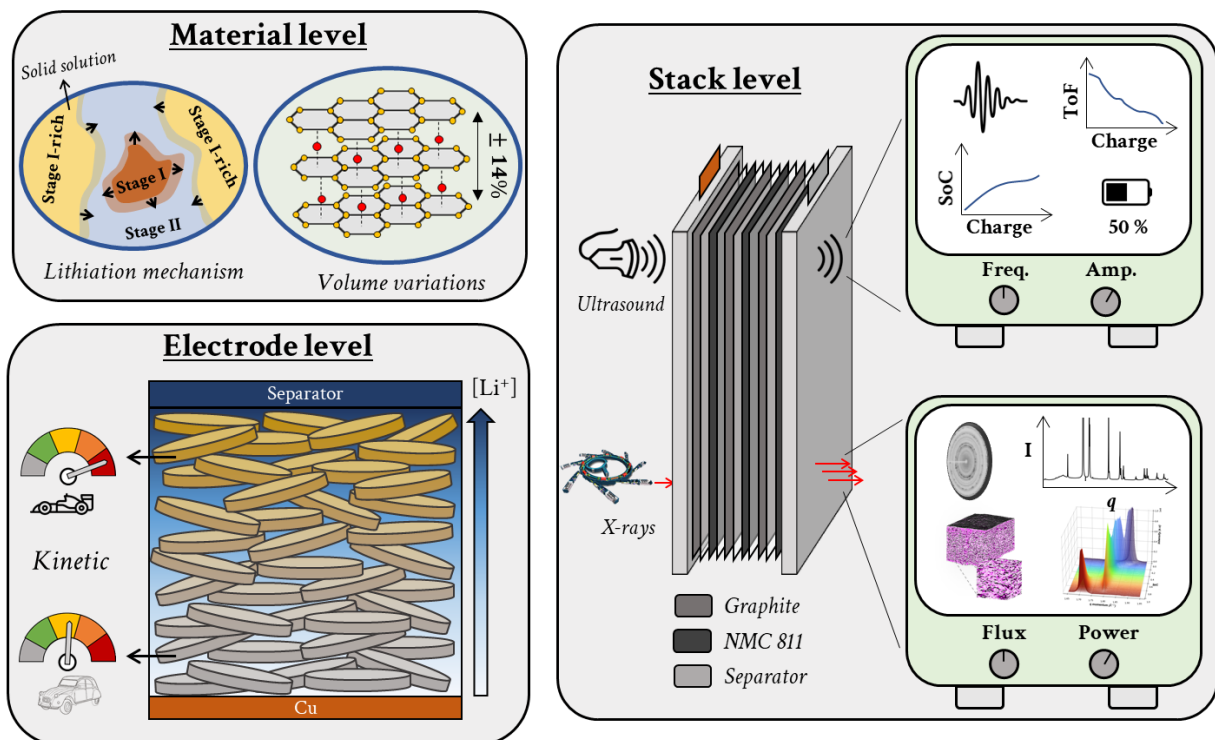 Material level
Solid solution
Stage I-rich
Stage I
Stage I-rich
Stage II
± 14%
Lithiation mechanism
Volume variations
Electrode level
Separator
[Li⁺]
Kinetic
Cu
Stack level
Ultrasound
X-rays
Graphite
NMC 811
Separator
ToF
Charge
SoC
Charge
50 %
Freq.
Amp.
I
q
Flux
Power